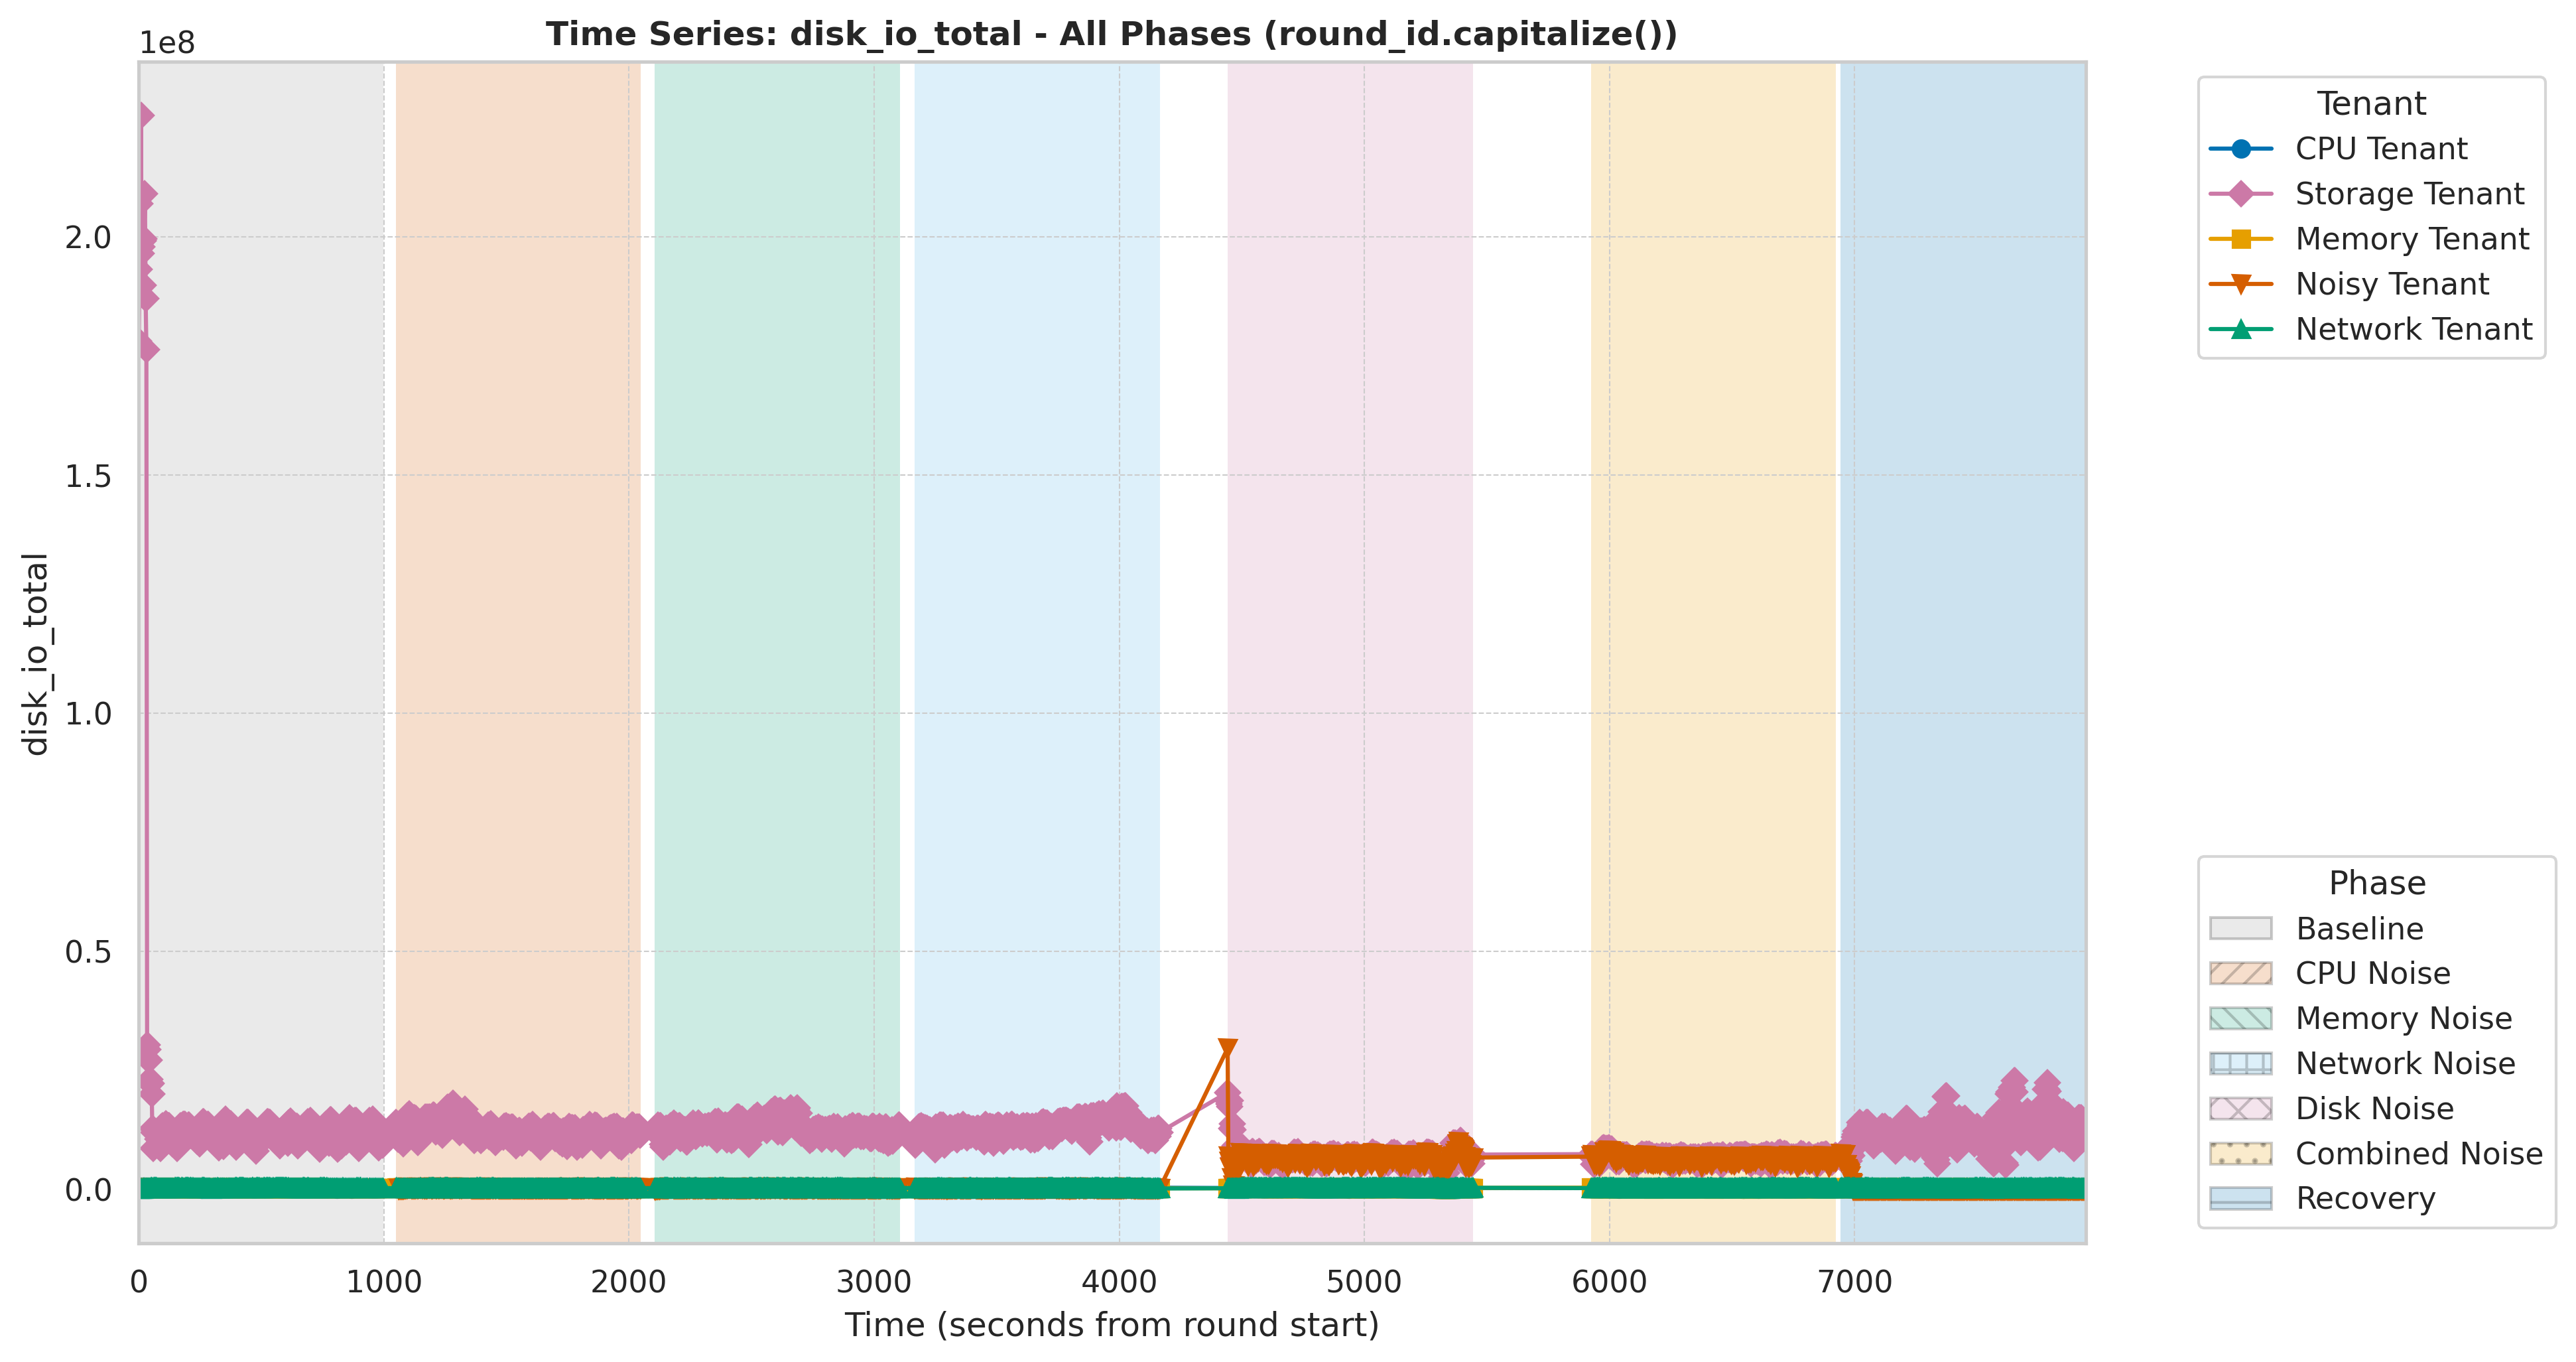 Time Series: disk_io_total - All Phases (round_id.capitalize())
1e8
2.0
1.5
1.0
0.5
0.0
disk_io_total
0 1000 2000 3000 4000 5000 6000 7000
Time (seconds from round start)
Tenant
CPU Tenant
Storage Tenant
Memory Tenant
Noisy Tenant
Network Tenant
Phase
Baseline
CPU Noise
Memory Noise
Network Noise
Disk Noise
Combined Noise
Recovery